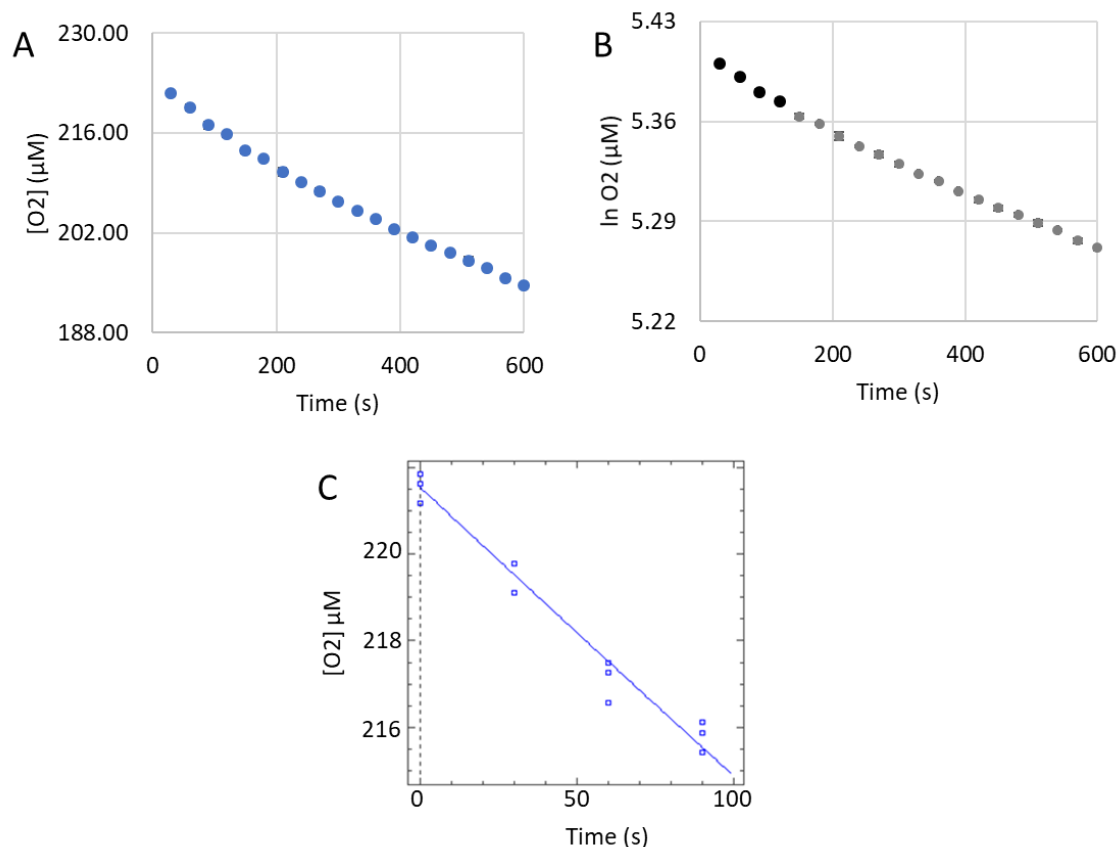 A
230.00
216.00
202.00
188.00
[O2] (µM)
0 200 400 600
Time (s)
B
5.43
5.36
5.29
5.22
ln O2 (µM)
0 200 400 600
Time (s)
C
220
218
216
[O2] µM
0 50 100
Time (s)